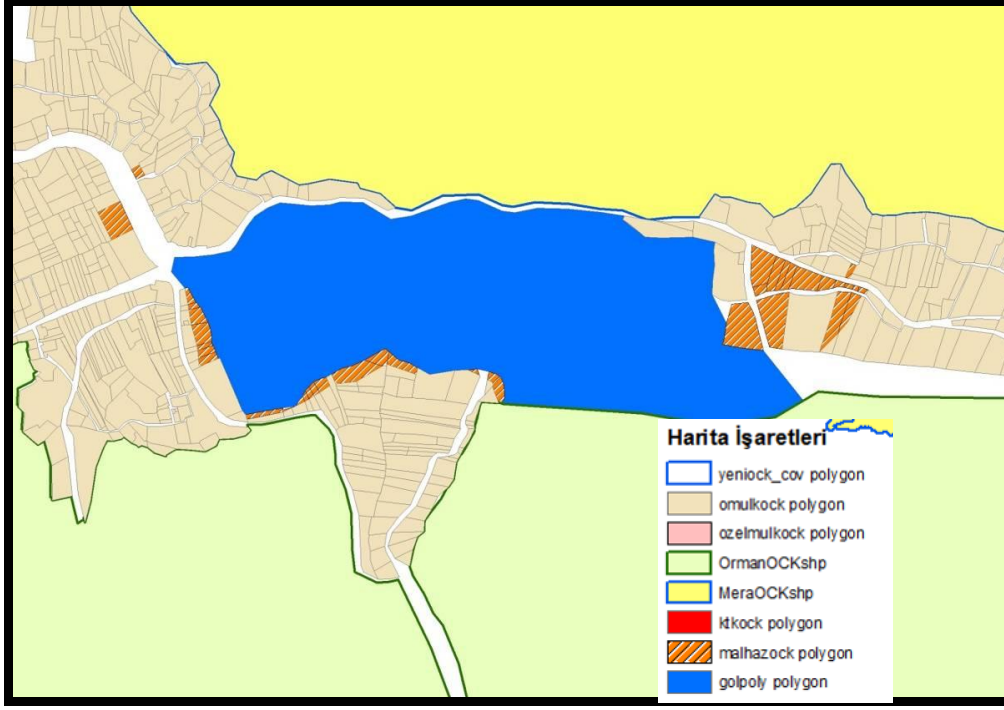 Harita İşaretleri
yeniock_cov polygon
omulkock polygon
ozelmulkock polygon
OrmanOCKshp
MeraOCKshp
ktkock polygon
malhazock polygon
golpoly polygon